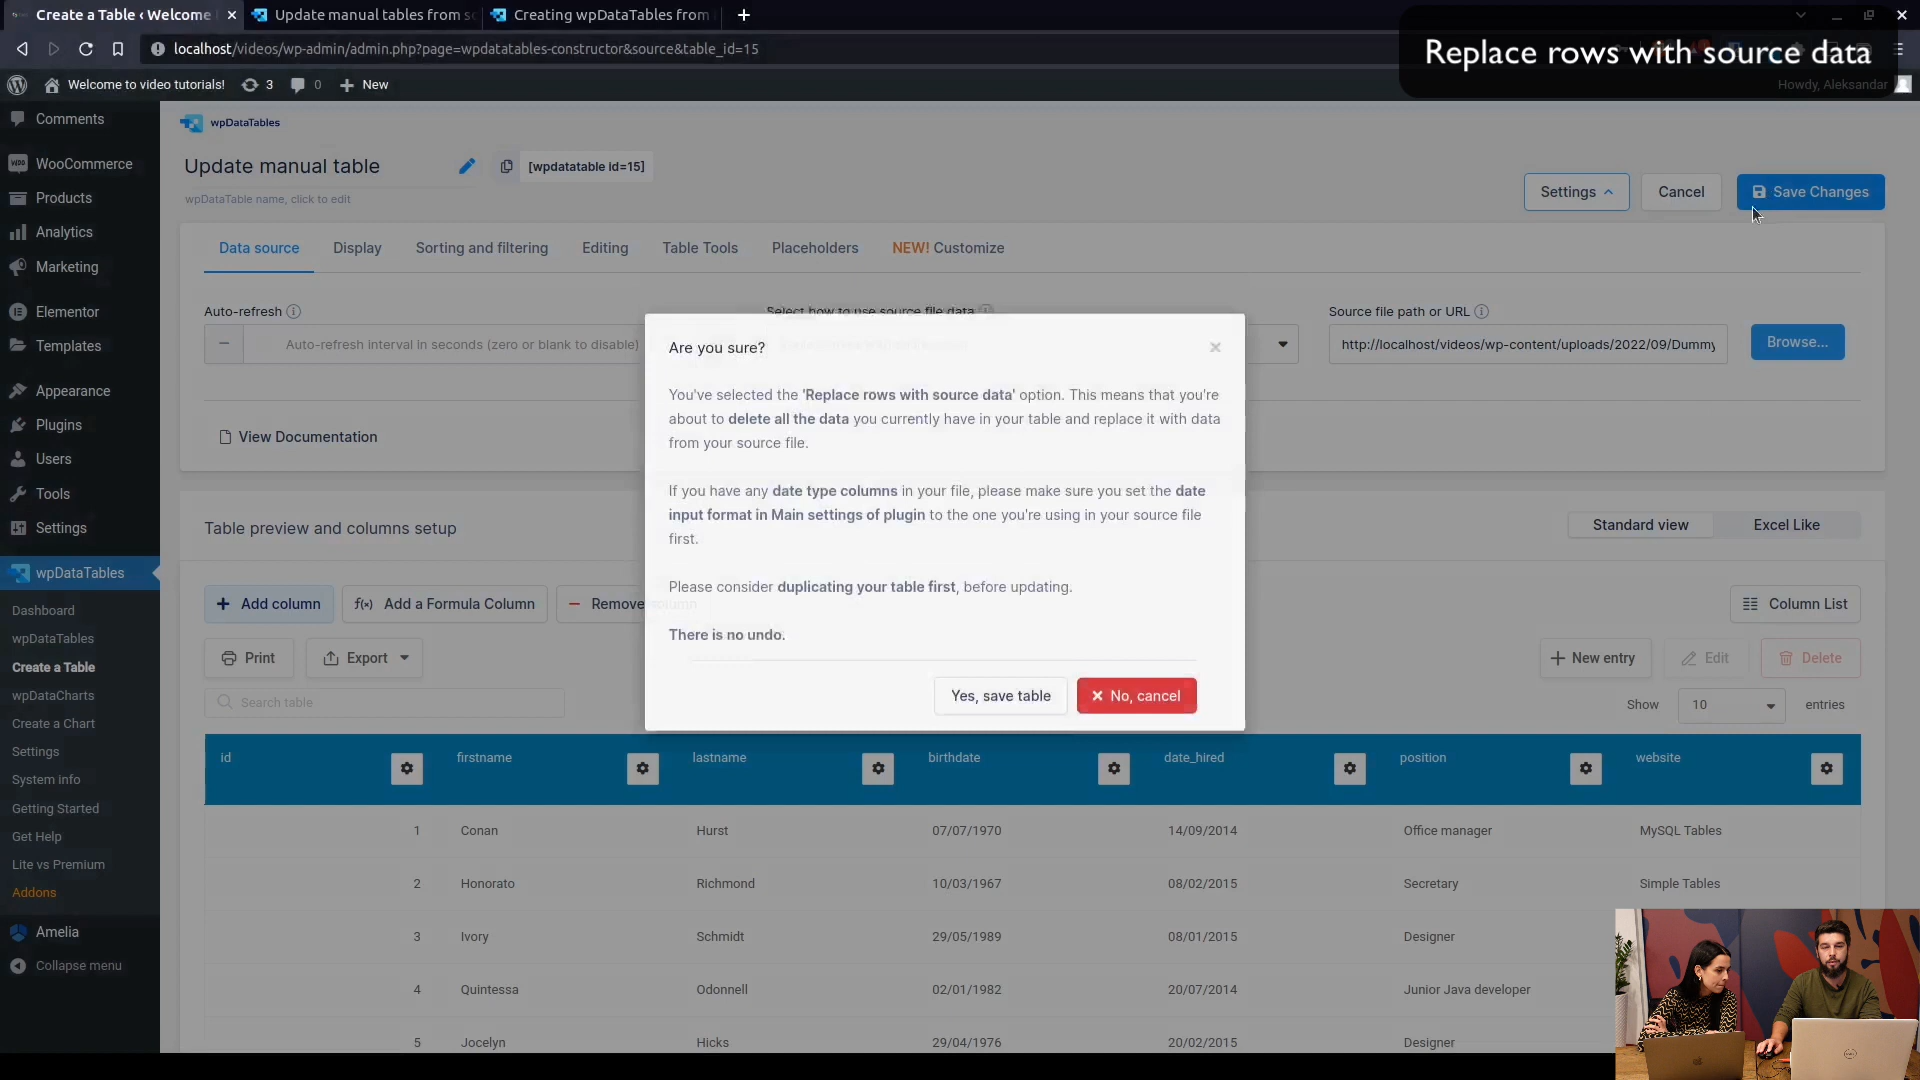 Create a Table ‹ Welcome
Update manual tables from
Creating wpDataTables from
localhost/videos/wp-admin/admin.php?page=wpdatatables-constructor&source&table_id=15
Replace rows with source data
Welcome to video tutorials!
3
0
New
Howdy, Aleksandar
Comments
WooCommerce
Products
Analytics
Marketing
Elementor
Templates
Appearance
Plugins
Users
Tools
Settings
wpDataTables
Dashboard
wpDataTables
Create a Table
wpDataCharts
Create a Chart
Settings
System info
Getting Started
Get Help
Lite vs Premium
Addons
Amelia
Collapse menu
wpDataTables
Update manual table
[wpdatatable id=15]
wpDataTable name, click to edit
Settings
Cancel
Save Changes
Data source
Display
Sorting and filtering
Editing
Table Tools
Placeholders
NEW! Customize
Auto-refresh
Select how to use source file data
Source file path or URL
Auto-refresh interval in seconds (zero or blank to disable)
http://localhost/videos/wp-content/uploads/2022/09/Dummy
Browse...
View Documentation
Are you sure?
You've selected the 'Replace rows with source data' option. This means that you're
about to delete all the data you currently have in your table and replace it with data
from your source file.
If you have any date type columns in your file, please make sure you set the date
input format in Main settings of plugin to the one you're using in your source file
first.
Please consider duplicating your table first, before updating.
There is no undo.
Yes, save table
No, cancel
Table preview and columns setup
Standard view
Excel Like
Add column
f(x) Add a Formula Column
Remove column
Column List
Print
Export
New entry
Edit
Delete
Search table
Show 10 entries
id firstname lastname birthdate date_hired position website
1 Conan Hurst 07/07/1970 14/09/2014 Office manager MySQL Tables
2 Honorato Richmond 10/03/1967 08/02/2015 Secretary Simple Tables
3 Ivory Schmidt 29/05/1989 08/01/2015 Designer
4 Quintessa Odonnell 02/01/1982 20/07/2014 Junior Java developer
5 Jocelyn Hicks 29/04/1976 20/02/2015 Designer